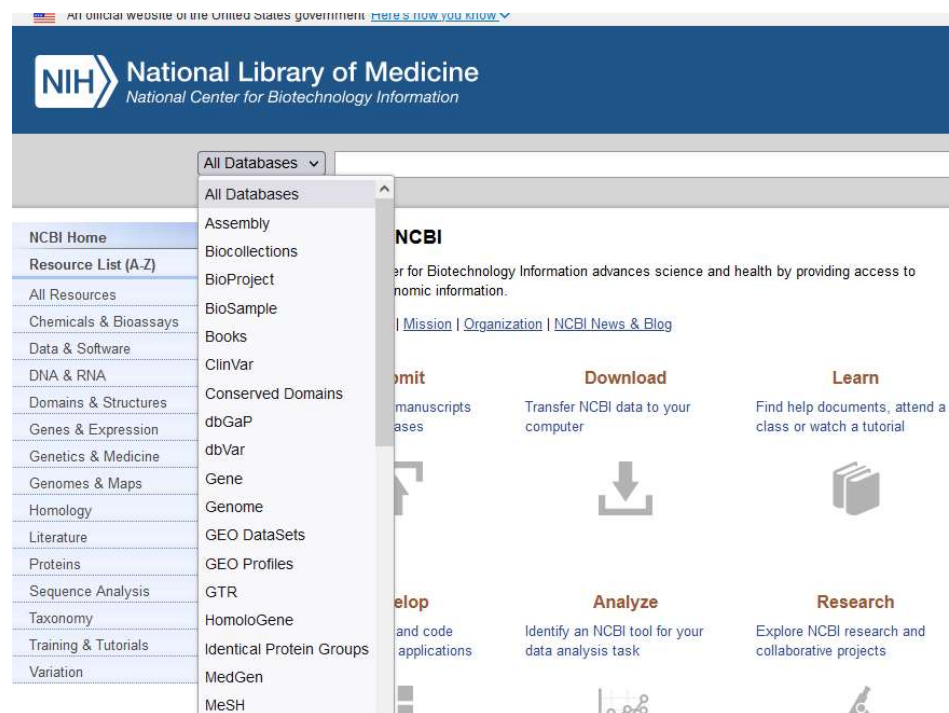 An official website of the United States government Here's how you know
NIH National Library of Medicine
National Center for Biotechnology Information
All Databases
All Databases
Assembly
Biocollections
BioProject
BioSample
Books
ClinVar
Conserved Domains
dbGaP
dbVar
Gene
Genome
GEO DataSets
GEO Profiles
GTR
HomoloGene
Identical Protein Groups
MedGen
MeSH
NCBI Home
Resource List (A-Z)
All Resources
Chemicals & Bioassays
Data & Software
DNA & RNA
Domains & Structures
Genes & Expression
Genetics & Medicine
Genomes & Maps
Homology
Literature
Proteins
Sequence Analysis
Taxonomy
Training & Tutorials
Variation
NCBI
er for Biotechnology Information advances science and health by providing access to
nomic information.
| Mission | Organization | NCBI News & Blog
omit
manuscripts
ases
Download
Transfer NCBI data to your
computer
Learn
Find help documents, attend a
class or watch a tutorial
elop
and code
applications
Analyze
Identify an NCBI tool for your
data analysis task
Research
Explore NCBI research and
collaborative projects